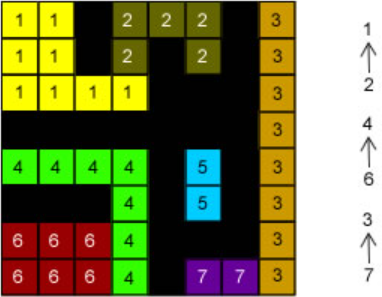 1 1 2 2 2 3
1 1 2 2 3
1 1 1 1 3
3
4 4 4 4 5 3
4 5 3
6 6 6 4 3
6 6 6 4 7 7 3
1
2
4
6
3
7